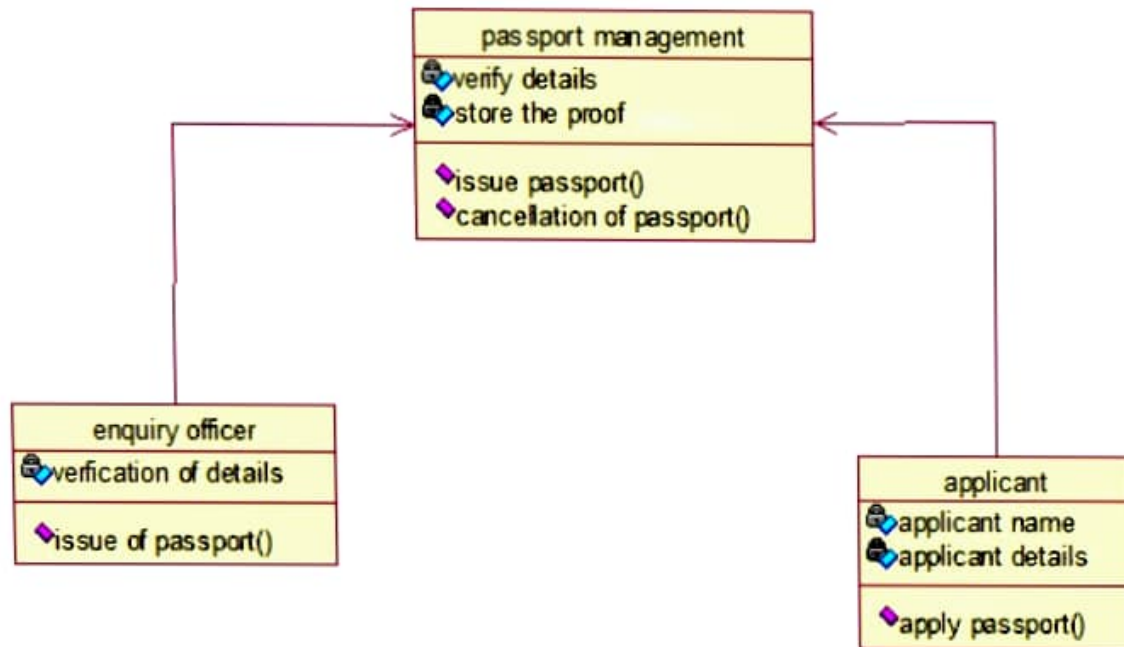 passport management
verify details
store the proof
issue passport()
cancellation of passport()
enquiry officer
verfication of details
issue of passport()
applicant
applicant name
applicant details
apply passport()